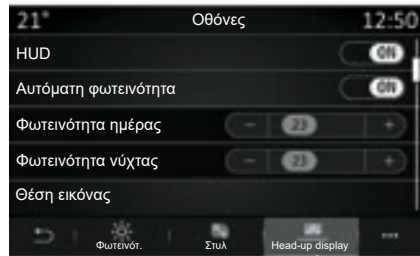 21° Οθόνες 12:50
HUD ON
Αυτόματη φωτεινότητα ON
Φωτεινότητα ημέρας - 23 +
Φωτεινότητα νύχτας - 23 +
Θέση εικόνας
Φωτεινότ. Στυλ Head-up display ...